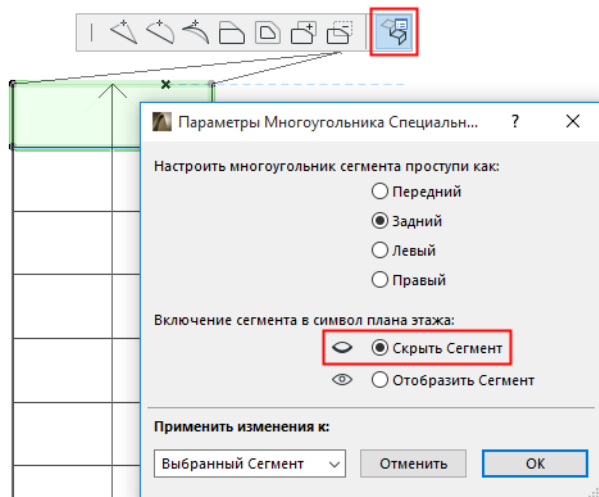 Параметры Многоугольника Специальн... ? ✕
Настроить многоугольник сегмента проступи как:
Передний
Задний
Левый
Правый
Включение сегмента в символ плана этажа:
Скрыть Сегмент
Отобразить Сегмент
Применить изменения к:
Выбранный Сегмент Отменить ОК